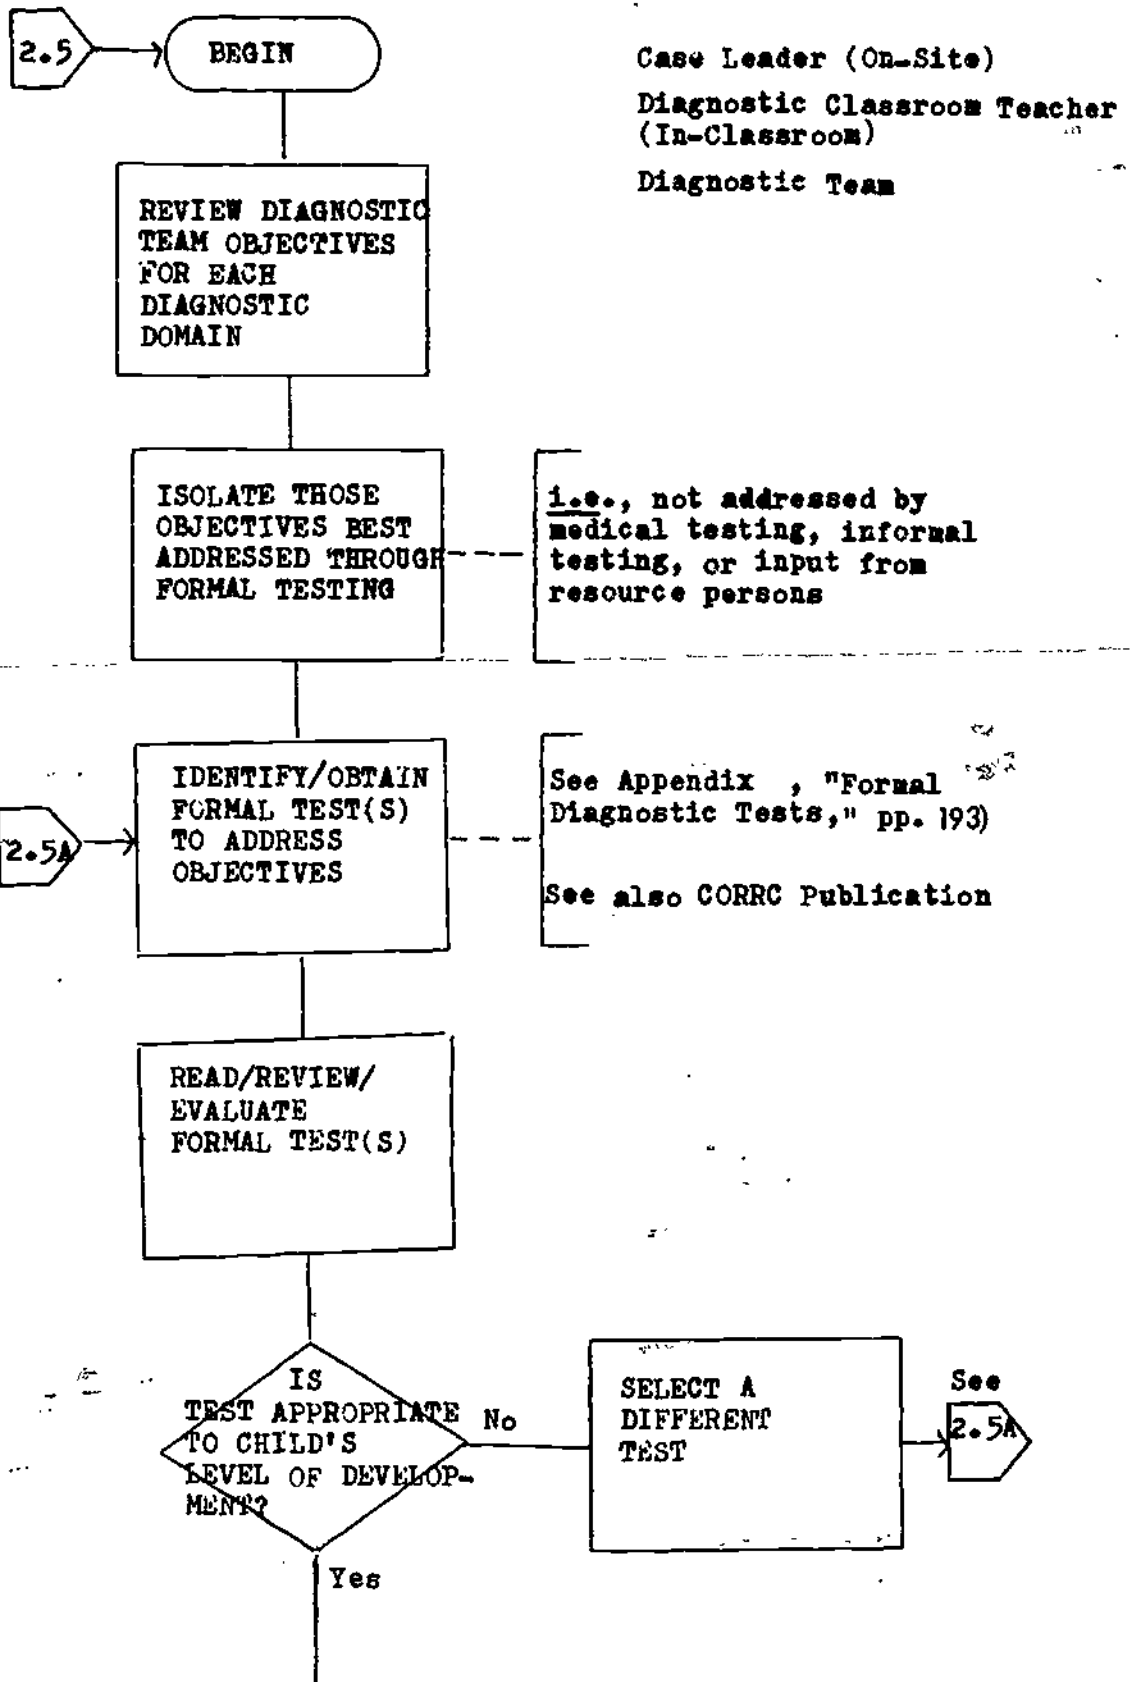 2.5
BEGIN
Case Leader (On-Site)
Diagnostic Classroom Teacher
(In-Classroom)
Diagnostic Team
REVIEW DIAGNOSTIC
TEAM OBJECTIVES
FOR EACH
DIAGNOSTIC
DOMAIN
ISOLATE THOSE
OBJECTIVES BEST
ADDRESSED THROUGH
FORMAL TESTING
i.e., not addressed by
medical testing, informal
testing, or input from
resource persons
2.5A
IDENTIFY/OBTAIN
FORMAL TEST(S)
TO ADDRESS
OBJECTIVES
See Appendix , "Formal
Diagnostic Tests," pp. 193)
See also CORRC Publication
READ/REVIEW/
EVALUATE
FORMAL TEST(S)
IS
TEST APPROPRIATE
TO CHILD'S
LEVEL OF DEVELOP-
MENT?
No
SELECT A
DIFFERENT
TEST
See
2.5A
Yes